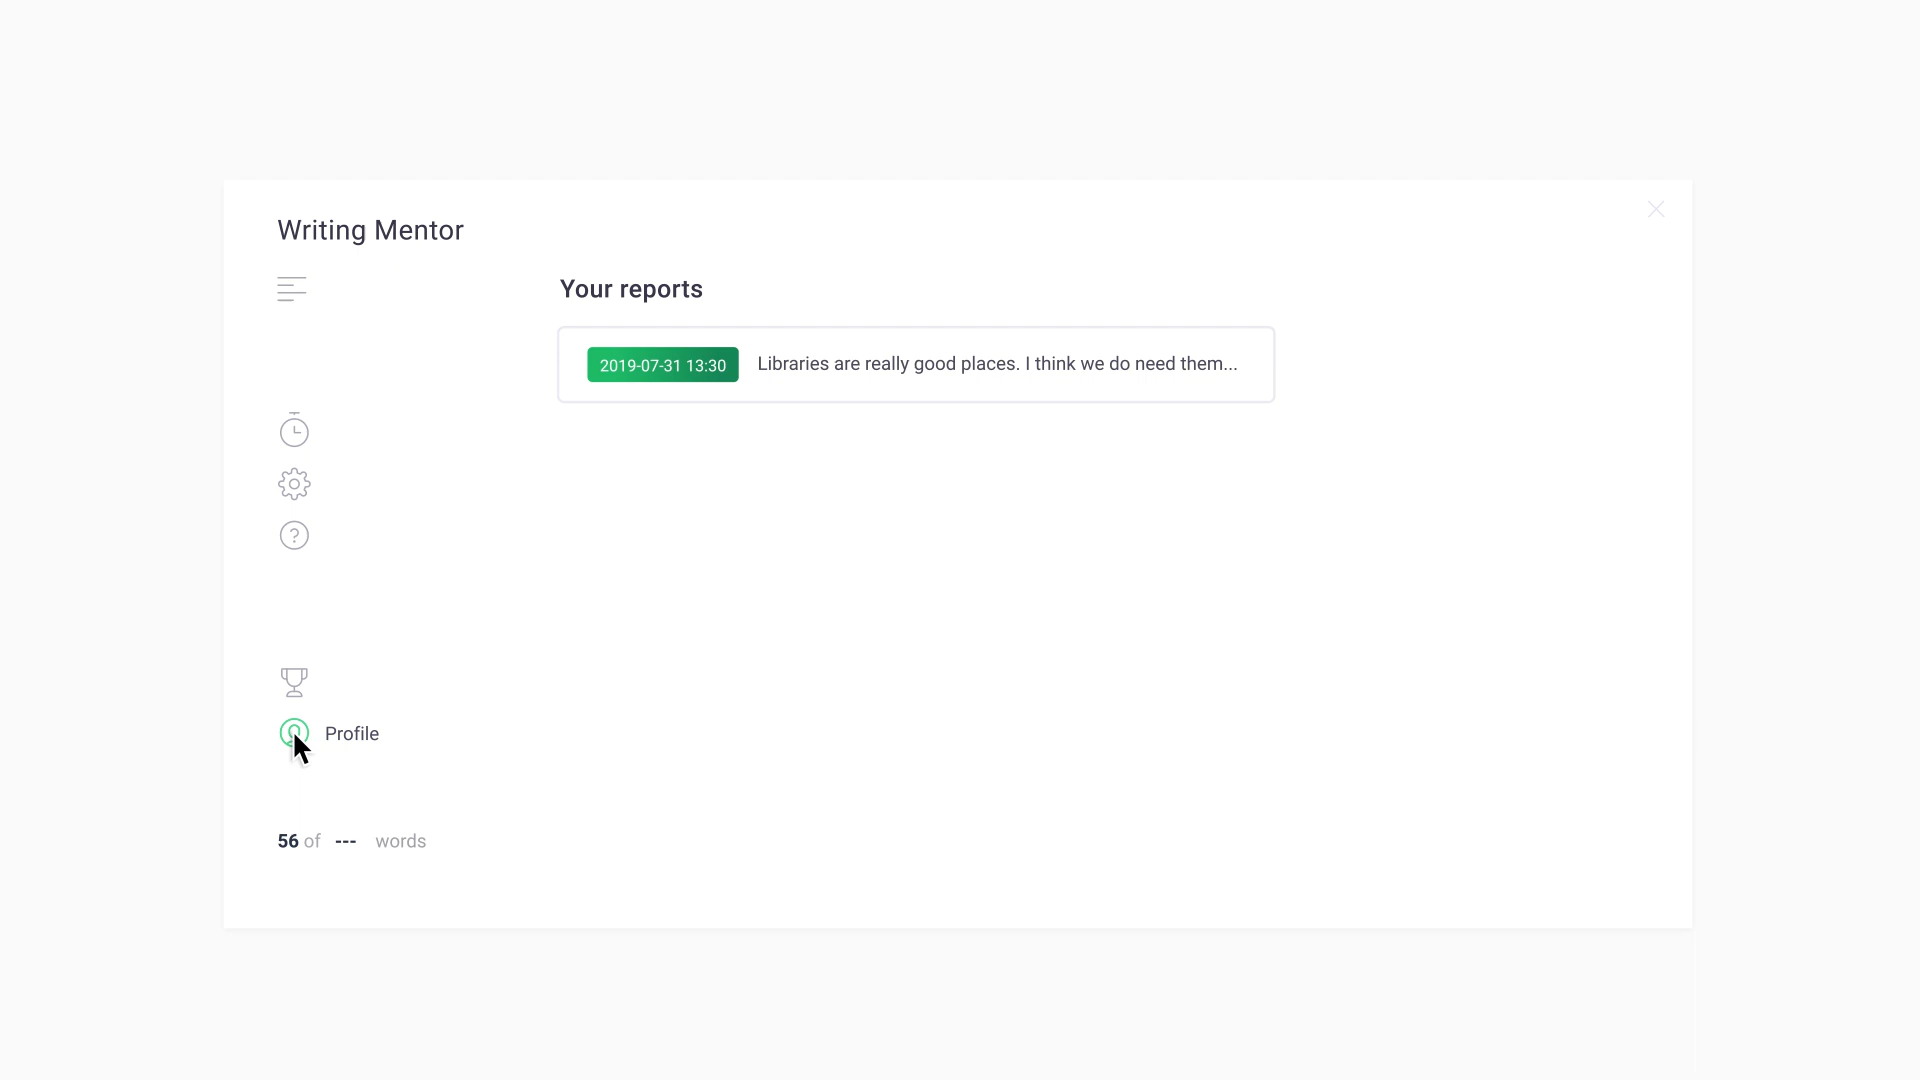 Writing Mentor
Your reports
2019-07-31 13:30 Libraries are really good places. I think we do need them...
?
Profile
56 of --- words